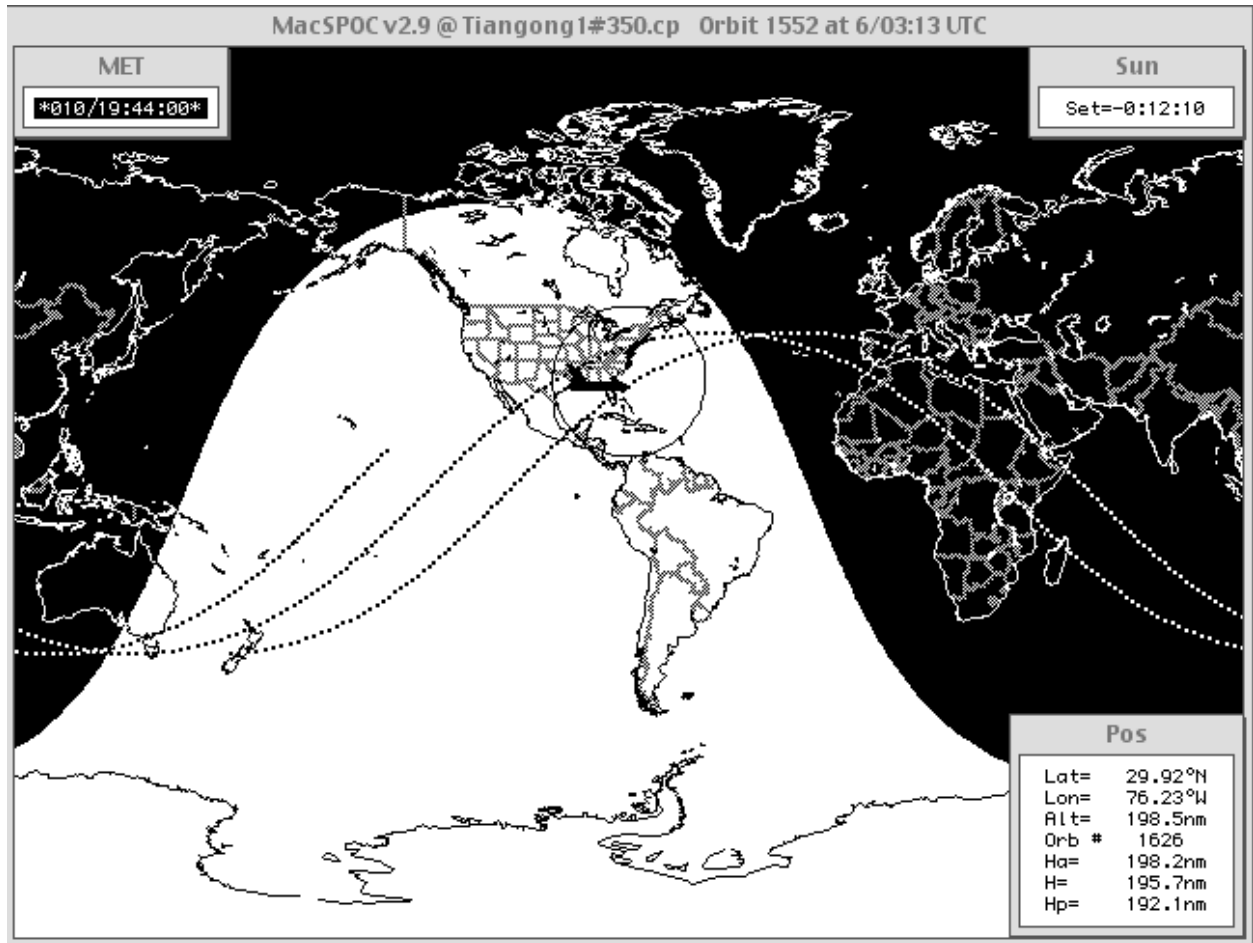 MacSPOC v2.9 @ Tiangong1#350.cp Orbit 1552 at 6/03:13 UTC
MET
*010/19:44:00*
Sun
Set=-0:12:10
Pos
Lat= 29.92°N
Lon= 76.23°W
Alt= 198.5nm
Orb # 1626
Ha= 198.2nm
H= 195.7nm
Hp= 192.1nm